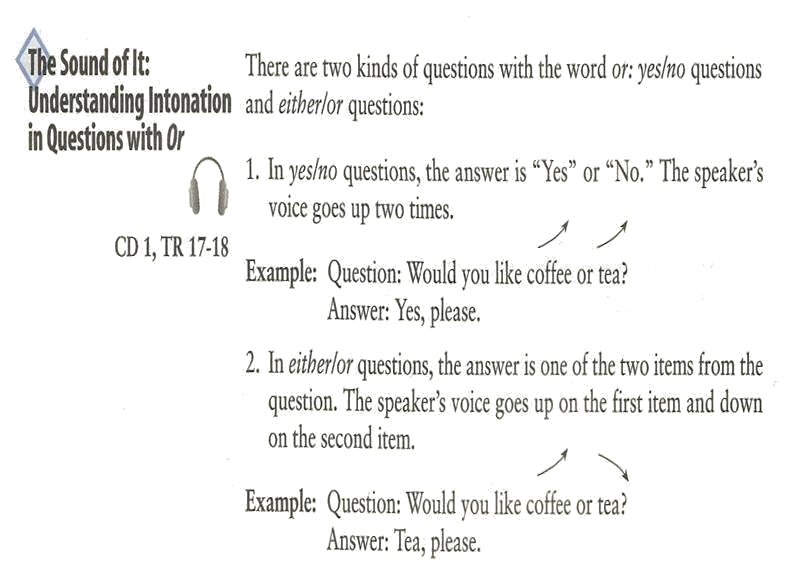 The Sound of It:
Understanding Intonation
in Questions with Or
CD 1, TR 17-18
There are two kinds of questions with the word or: yes/no questions
and either/or questions:
1. In yes/no questions, the answer is “Yes” or “No.” The speaker’s
voice goes up two times.
Example: Question: Would you like coffee or tea?
Answer: Yes, please.
2. In either/or questions, the answer is one of the two items from the
question. The speaker’s voice goes up on the first item and down
on the second item.
Example: Question: Would you like coffee or tea?
Answer: Tea, please.